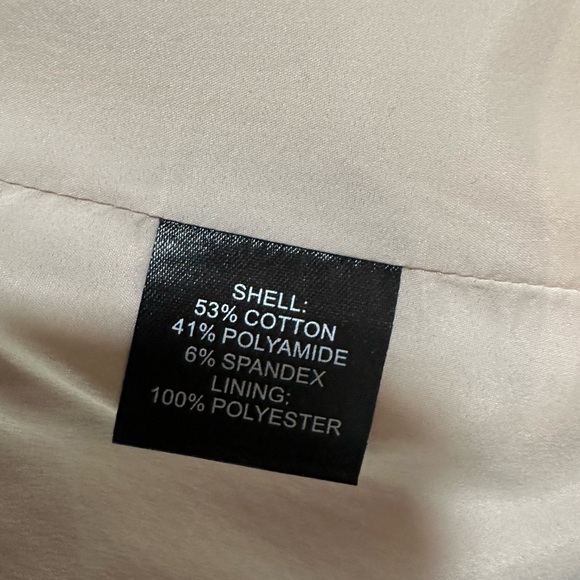 SHELL:
53% COTTON
41% POLYAMIDE
6% SPANDEX
LINING:
100% POLYESTER